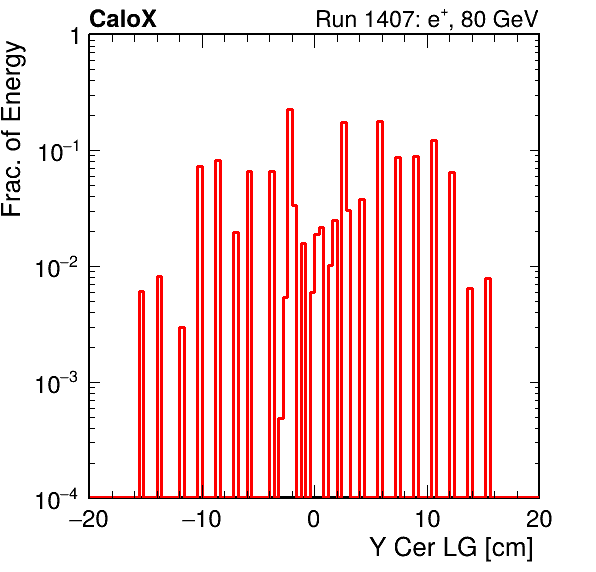 CaloX Run 1407: e⁺, 80 GeV
Frac. of Energy
1
10⁻¹
10⁻²
10⁻³
10⁻⁴
−20 −10 0 10 20
Y Cer LG [cm]